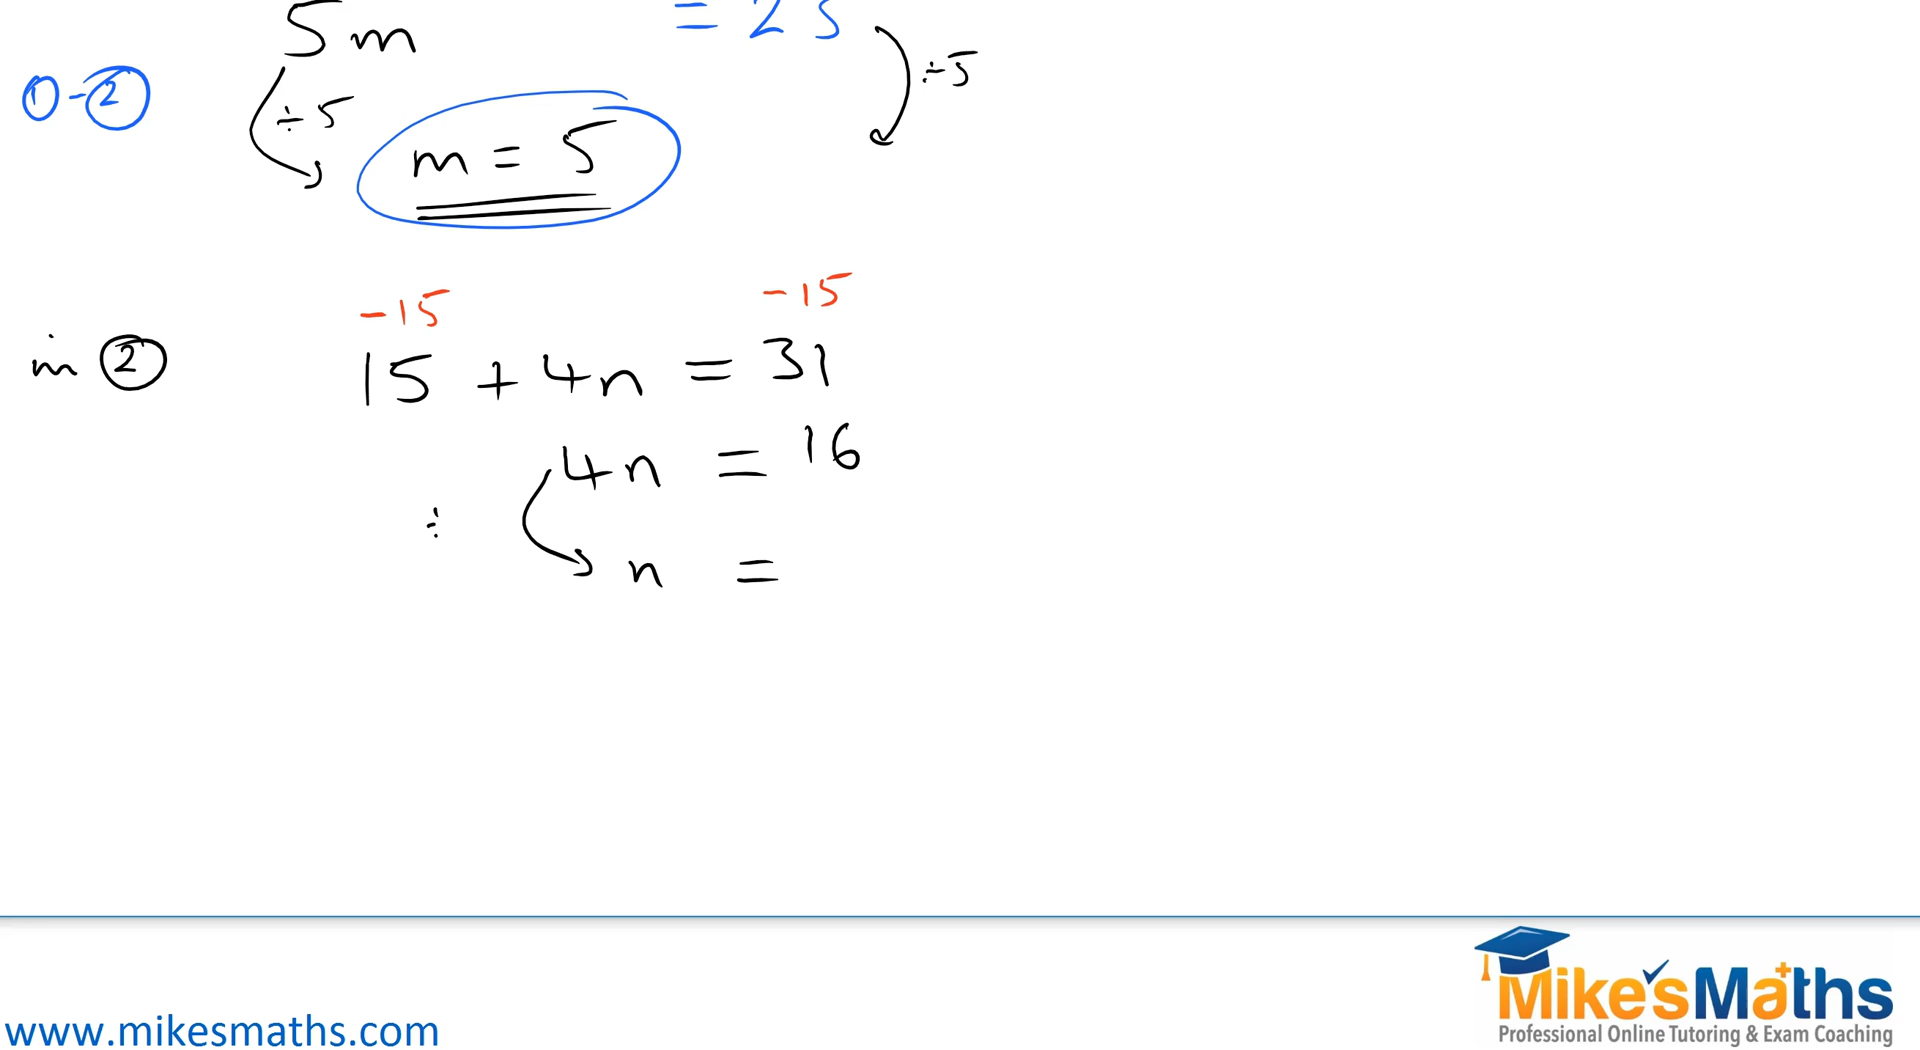 5m = 25
÷5
①-② ÷5
m = 5
-15 -15
in ② 15 + 4n = 31
4n = 16
÷
n =
Mike's Maths
www.mikesmaths.com
Professional Online Tutoring & Exam Coaching